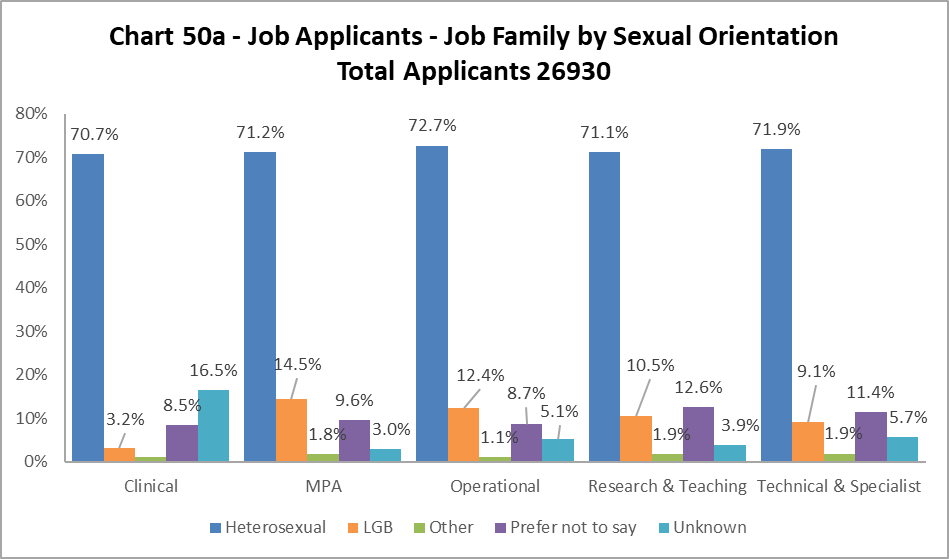 Chart 50a - Job Applicants - Job Family by Sexual Orientation
Total Applicants 26930
80%
70%
60%
50%
40%
30%
20%
10%
0%
70.7%
3.2%
8.5%
16.5%
71.2%
14.5%
1.8%
9.6%
3.0%
72.7%
12.4%
1.1%
8.7%
5.1%
71.1%
10.5%
1.9%
12.6%
3.9%
71.9%
9.1%
1.9%
11.4%
5.7%
Clinical
MPA
Operational
Research & Teaching
Technical & Specialist
Heterosexual
LGB
Other
Prefer not to say
Unknown